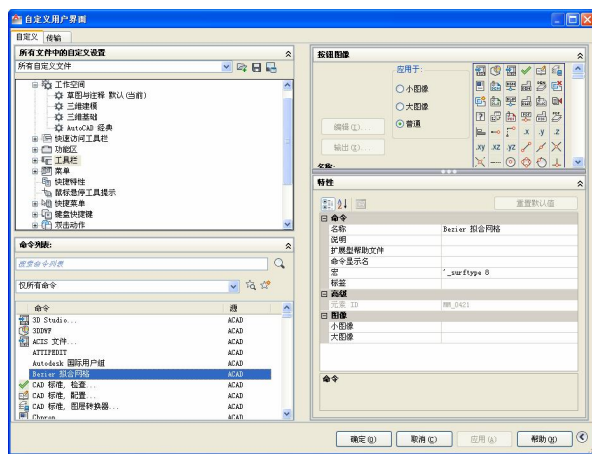 自定义用户界面
自定义 传输
所有文件中的自定义设置
所有自定义文件
工作空间
草图与注释 默认(当前)
三维建模
三维基础
AutoCAD 经典
快速访问工具栏
功能区
工具栏
菜单
快捷特性
鼠标悬停工具提示
快捷菜单
键盘快捷键
双击动作
命令列表:
搜索命令列表
仅所有命令
命令 源
3D Studio... ACAD
3DDWF ACAD
ACIS 文件... ACAD
ATTIPEDIT ACAD
Autodesk 国际用户组 ACAD
Bezier 拟合网格 ACAD
CAD 标准, 检查... ACAD
CAD 标准, 配置... ACAD
CAD 标准, 图层转换器... ACAD
ACAD
按钮图像
应用于:
小图像
大图像
普通
编辑(I)...
输出(X)...
名称:
.x .y .z
.xy .xz .yz
特性
重置默认值
命令
名称 Bezier 拟合网格
说明
扩展型帮助文件
命令显示名
宏 '_surftype 8
标签
高级
元素 ID MM_0421
图像
小图像
大图像
命令
确定(O) 取消(C) 应用(A) 帮助(H)